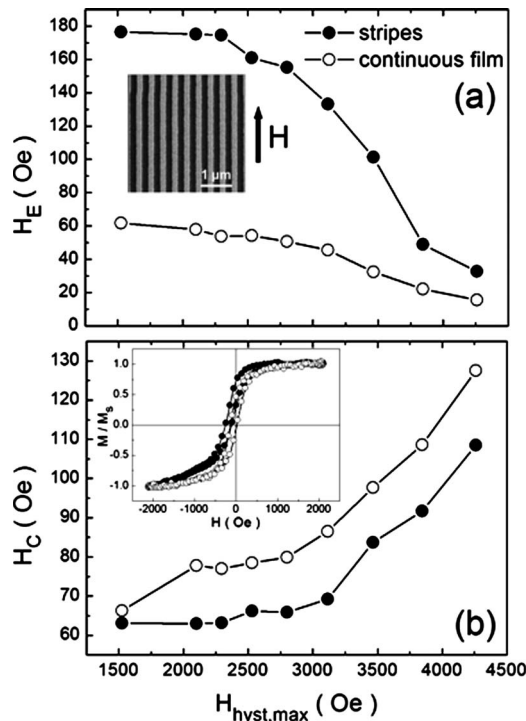 180
160
140
120
100
80
60
40
20
0
H_E ( Oe )
stripes
continuous film
(a)
H
1 µm
130
120
110
100
90
80
70
60
H_C ( Oe )
1.0
0.5
0.0
-0.5
-1.0
M / M_S
-2000 -1000 0 1000 2000
H ( Oe )
(b)
1500 2000 2500 3000 3500 4000 4500
H_hyst,max ( Oe )